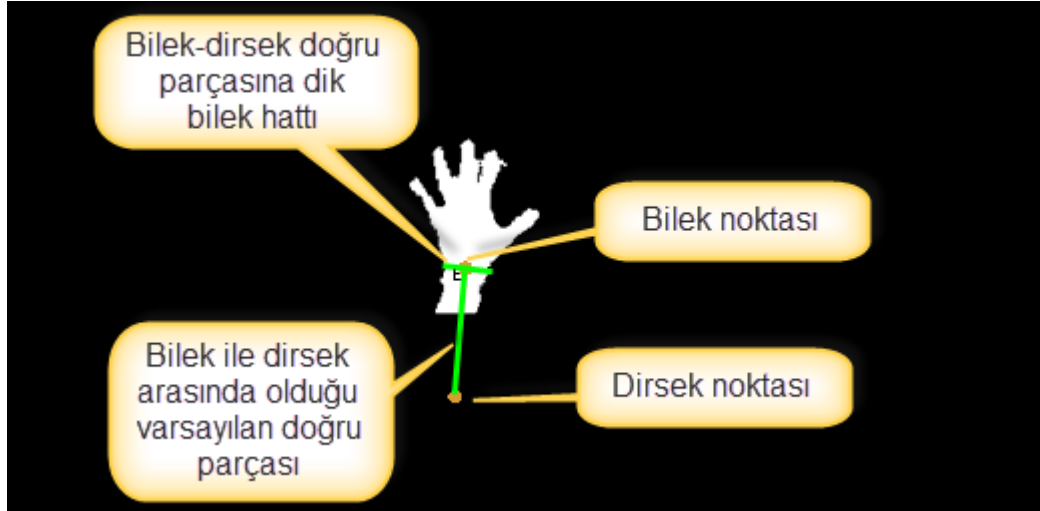 Bilek-dirsek doğru
parçasına dik
bilek hattı
Bilek noktası
E
Bilek ile dirsek
arasında olduğu
varsayılan doğru
parçası
Dirsek noktası